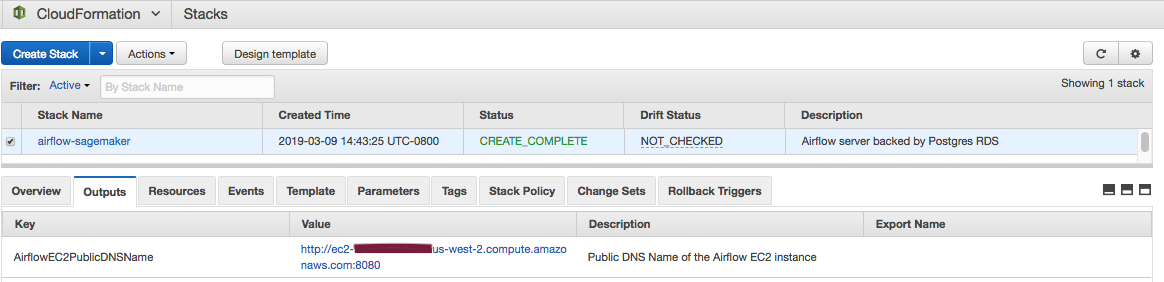 CloudFormation Stacks
Create Stack Actions Design template
Filter: Active By Stack Name Showing 1 stack
Stack Name Created Time Status Drift Status Description
airflow-sagemaker 2019-03-09 14:43:25 UTC-0800 CREATE_COMPLETE NOT_CHECKED Airflow server backed by Postgres RDS
Overview Outputs Resources Events Template Parameters Tags Stack Policy Change Sets Rollback Triggers
Key Value Description Export Name
AirflowEC2PublicDNSName http://ec2- us-west-2.compute.amazo Public DNS Name of the Airflow EC2 instance
naws.com:8080